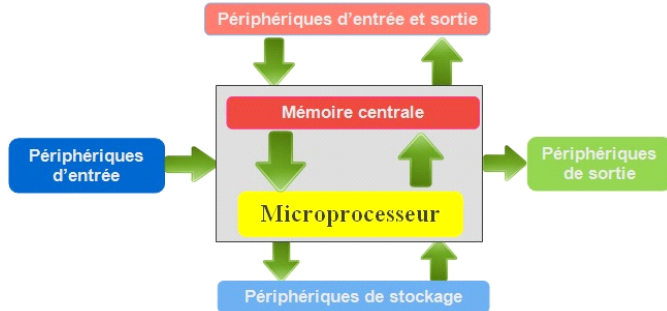 Périphériques d'entrée et sortie
Mémoire centrale
Périphériques
d'entrée
Périphériques
de sortie
Microprocesseur
Périphériques de stockage